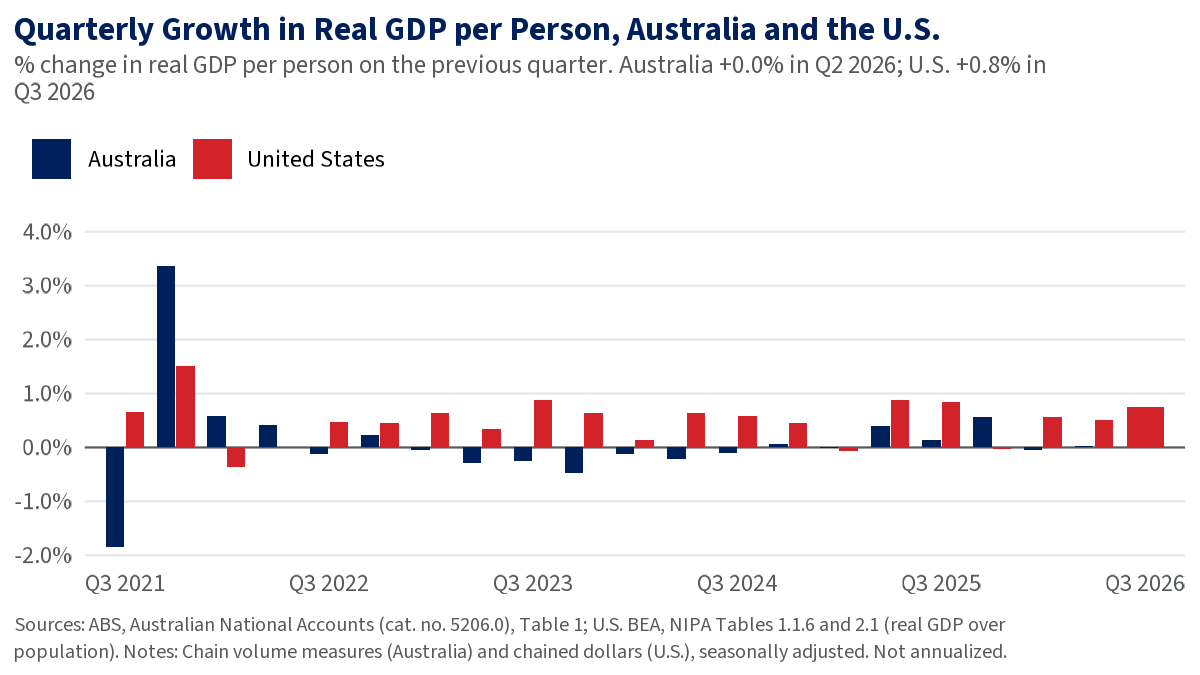 Quarterly Growth in Real GDP per Person, Australia and the U.S.
% change in real GDP per person on the previous quarter. Australia +0.0% in Q2 2026; U.S. +0.8% in
Q3 2026
Australia
United States
4.0%
3.0%
2.0%
1.0%
0.0%
-1.0%
-2.0%
Q3 2021
Q3 2022
Q3 2023
Q3 2024
Q3 2025
Q3 2026
Sources: ABS, Australian National Accounts (cat. no. 5206.0), Table 1; U.S. BEA, NIPA Tables 1.1.6 and 2.1 (real GDP over
population). Notes: Chain volume measures (Australia) and chained dollars (U.S.), seasonally adjusted. Not annualized.